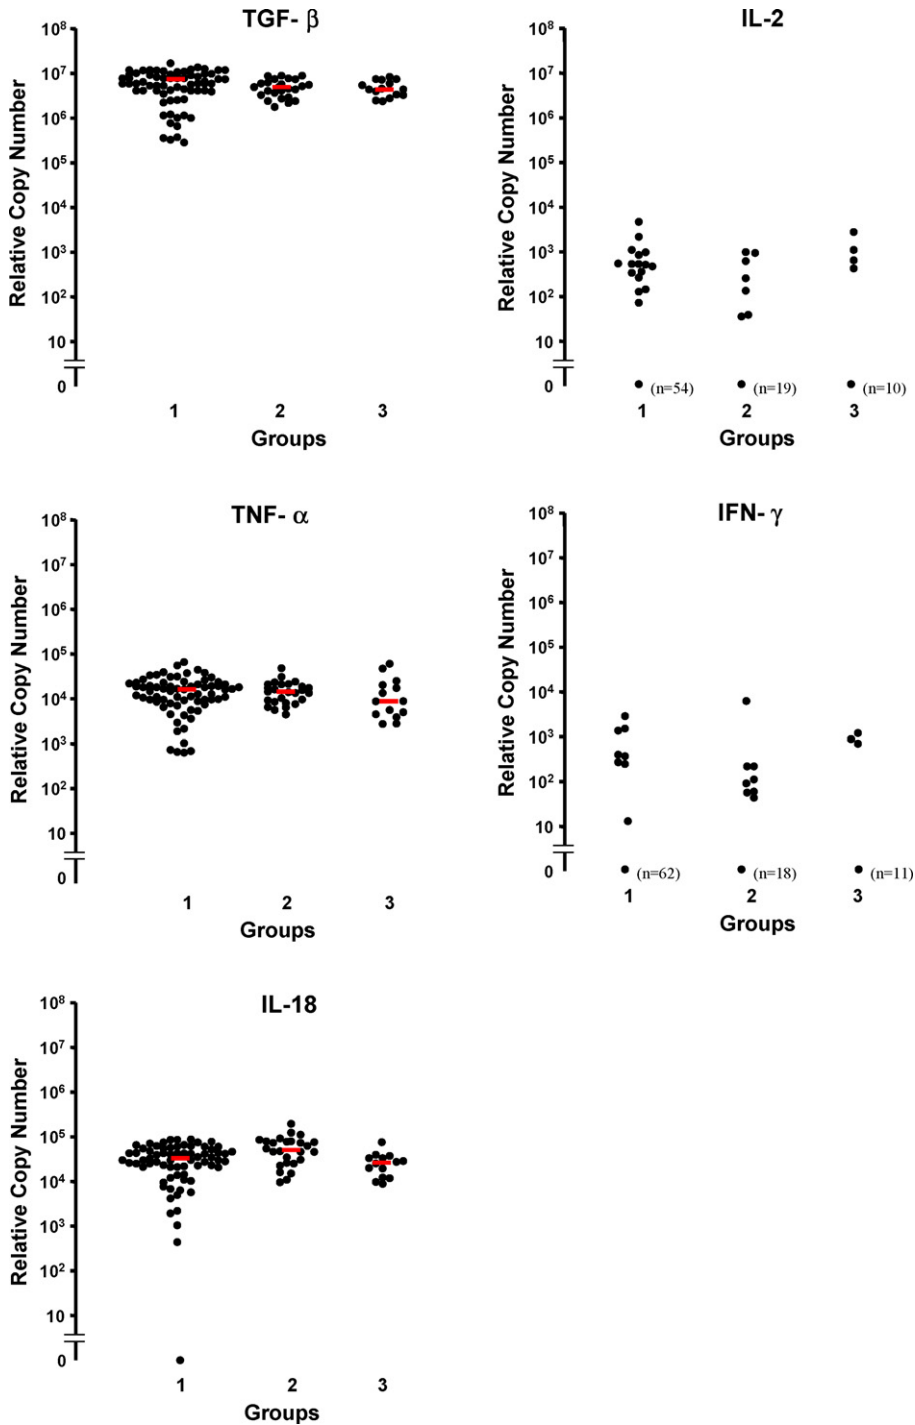 TGF- β
Relative Copy Number
10⁸
10⁷
10⁶
10⁵
10⁴
10³
10²
10
0
1 2 3
Groups
IL-2
Relative Copy Number
10⁸
10⁷
10⁶
10⁵
10⁴
10³
10²
10
0
(n=54) (n=19) (n=10)
1 2 3
Groups
TNF- α
Relative Copy Number
10⁸
10⁷
10⁶
10⁵
10⁴
10³
10²
10
0
1 2 3
Groups
IFN- γ
Relative Copy Number
10⁸
10⁷
10⁶
10⁵
10⁴
10³
10²
10
0
(n=62) (n=18) (n=11)
1 2 3
Groups
IL-18
Relative Copy Number
10⁸
10⁷
10⁶
10⁵
10⁴
10³
10²
10
0
1 2 3
Groups